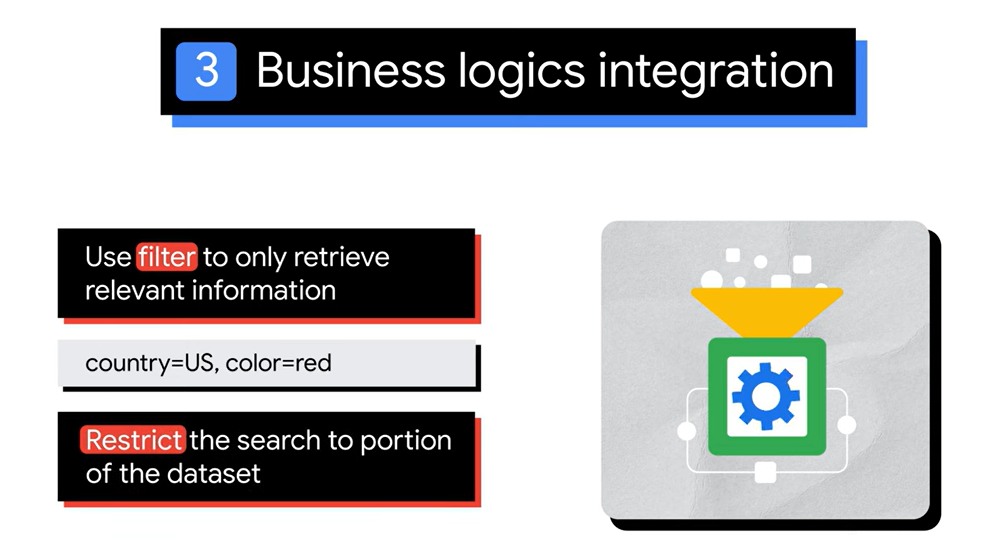 3 Business logics integration
Use filter to only retrieve
relevant information
country=US, color=red
Restrict the search to portion
of the dataset